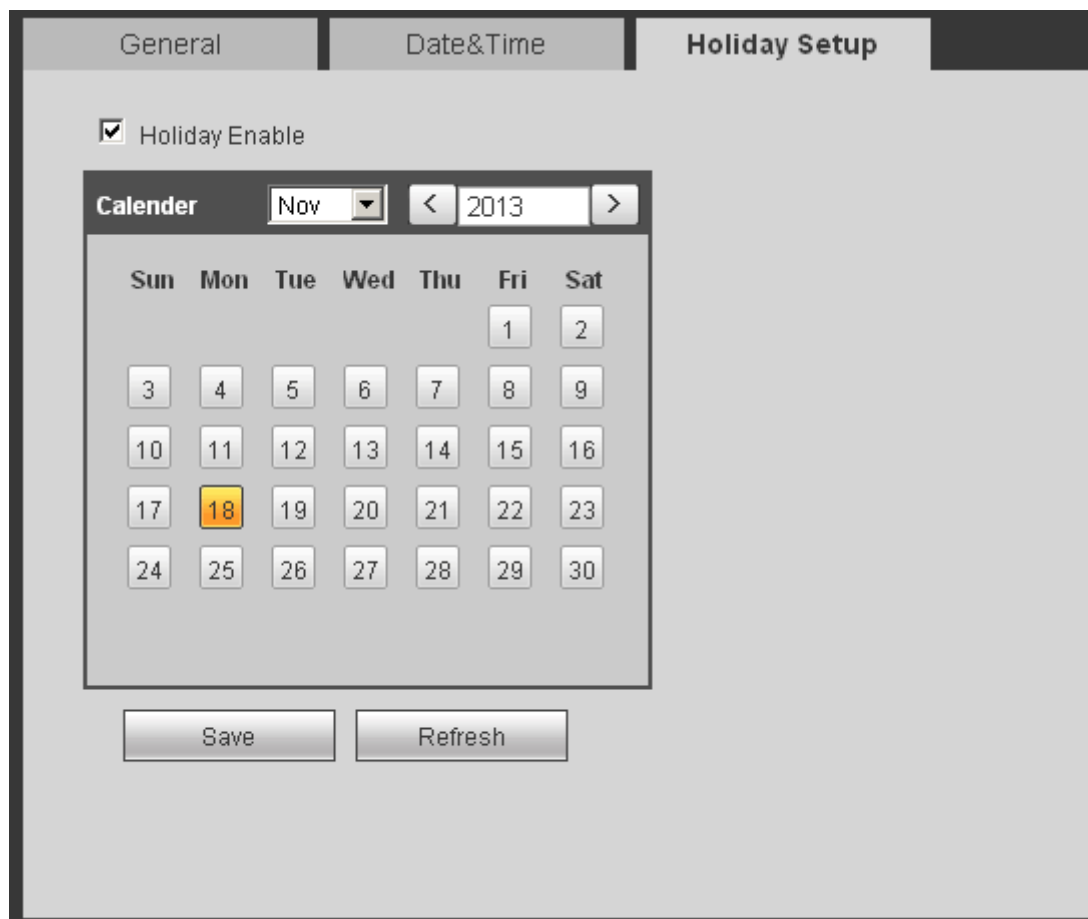 General Date&Time Holiday Setup
Holiday Enable
Calender Nov < 2013 >
Sun Mon Tue Wed Thu Fri Sat
1 2
3 4 5 6 7 8 9
10 11 12 13 14 15 16
17 18 19 20 21 22 23
24 25 26 27 28 29 30
Save Refresh